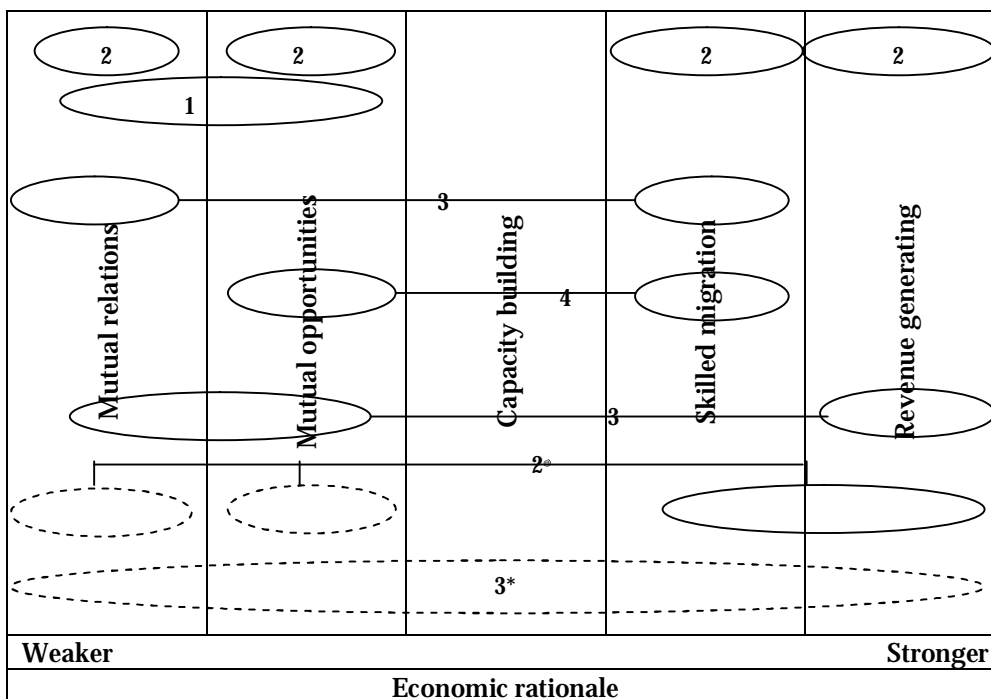 2 2 2 2
1
3
Mutual relations
Mutual opportunities
Capacity building
Skilled migration
Revenue generating
4
3
2@
3*
Weaker Stronger
Economic rationale